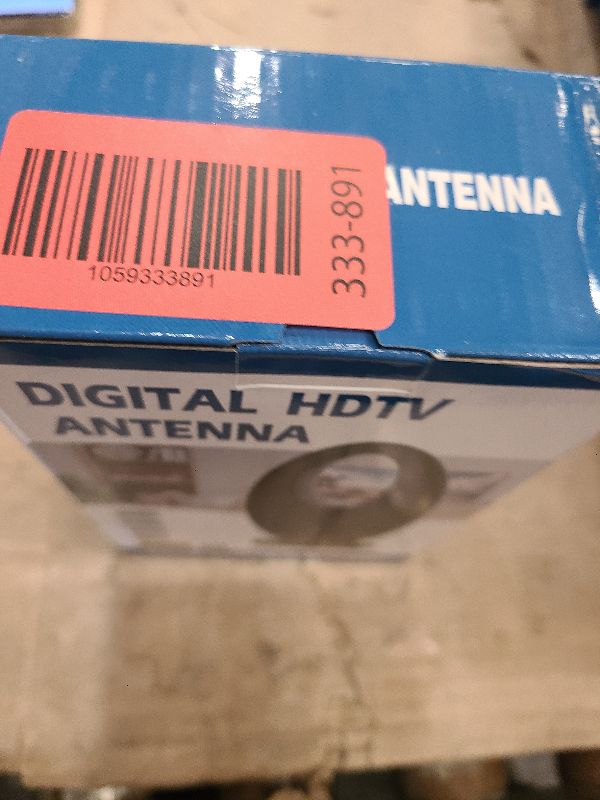 ANTENNA
1059333891
333-891
DIGITAL HDTV
ANTENNA